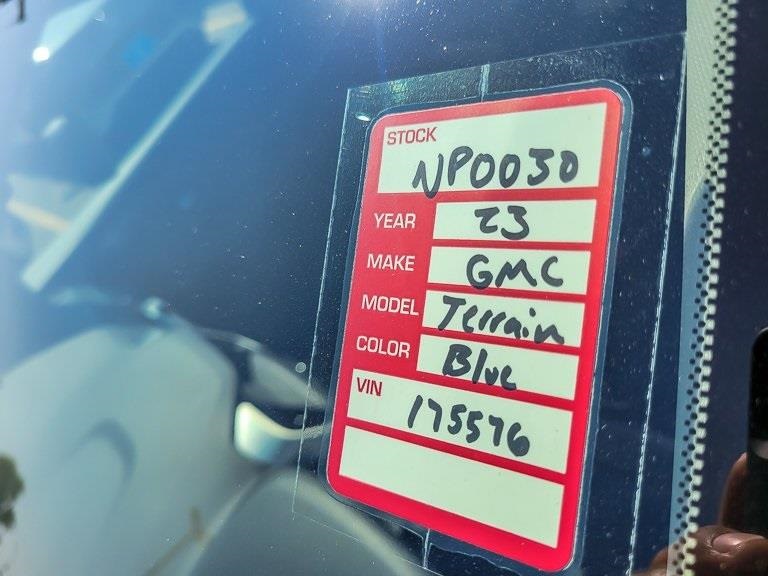 STOCK
NP0030
YEAR 23
MAKE GMC
MODEL Terrain
COLOR Blue
VIN
175576